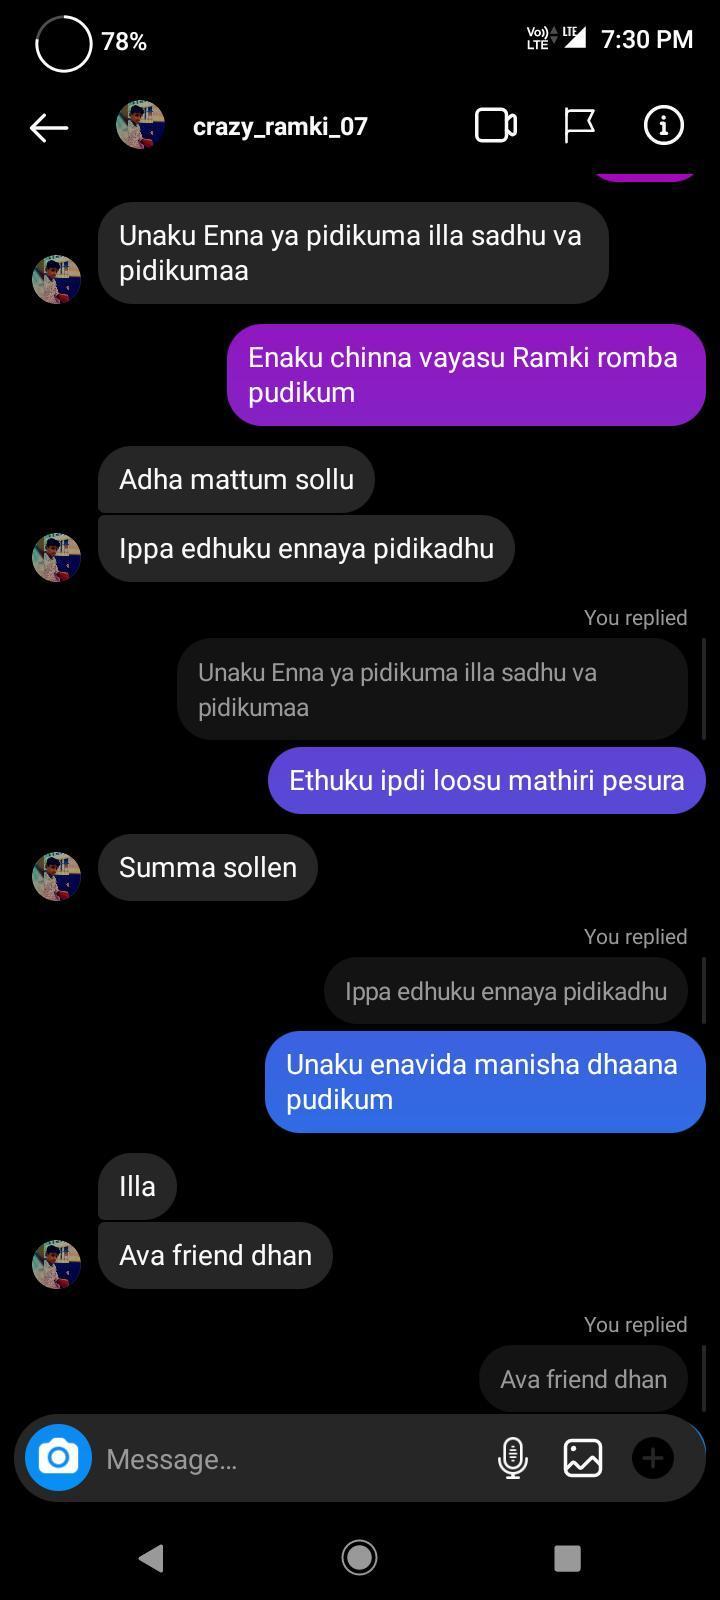 78%
Vo)) LTE
LTE
7:30 PM
crazy_ramki_07
Unaku Enna ya pidikuma illa sadhu va
pidikumaa
Enaku chinna vayasu Ramki romba
pudikum
Adha mattum sollu
Ippa edhuku ennaya pidikadhu
You replied
Unaku Enna ya pidikuma illa sadhu va
pidikumaa
Ethuku ipdi loosu mathiri pesura
Summa sollen
You replied
Ippa edhuku ennaya pidikadhu
Unaku enavida manisha dhaana
pudikum
Illa
Ava friend dhan
You replied
Ava friend dhan
Message...